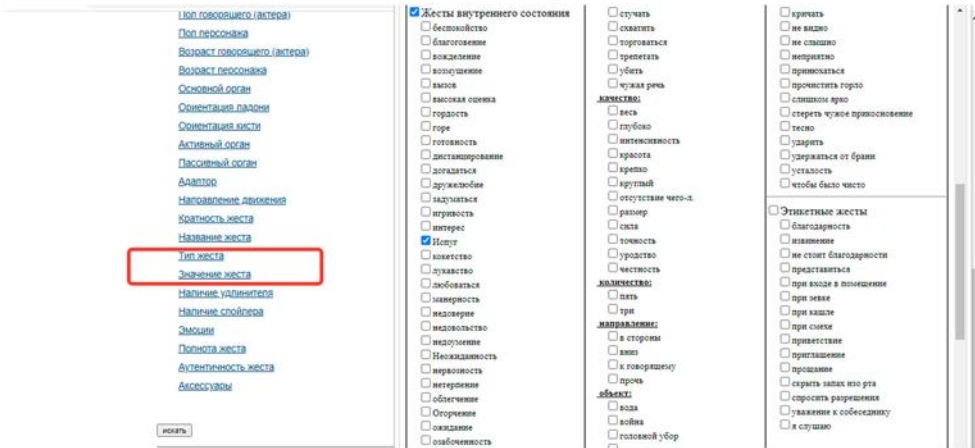 Пол говорящего (актера)
Пол персонажа
Возраст говорящего (актера)
Возраст персонажа
Основной орган
Ориентация ладони
Ориентация кисти
Активный орган
Пассивный орган
Адаптор
Направление движения
Кратность жеста
Название жеста
Тип жеста
Значение жеста
Наличие удлинителя
Наличие спойлера
Эмоции
Полнота жеста
Аутентичность жеста
Аксессуары
искать
Жесты внутреннего состояния
беспокойство
благоговение
вожделение
возмущение
вызов
высокая оценка
гордость
горе
готовность
дистанцирование
догадаться
дружелюбие
задуматься
игривость
интерес
Испуг
кокетство
лукавство
любоваться
манерность
недоверие
недовольство
недоумение
Неожиданность
нервозность
нетерпение
облегчение
Огорчение
ожидание
озабоченность
стучать
схватить
торговаться
трепетать
убить
чужая речь
качество:
весь
глубоко
интенсивность
красота
крепко
круглый
отсутствие чего-л.
размер
сила
точность
уродство
честность
количество:
пять
три
направление:
в стороны
вниз
к говорящему
прочь
объект:
вода
война
головной убор
кричать
не видно
не слышно
неприятно
принюхаться
прочистить горло
слишком ярко
стереть чужое прикосновение
тесно
ударить
удержаться от брани
усталость
чтобы было чисто
Этикетные жесты
благодарность
извинение
не стоит благодарности
представиться
при входе в помещение
при зевке
при кашле
при смехе
приветствие
приглашение
прощание
скрыть запах изо рта
спросить разрешения
уважение к собеседнику
я слушаю